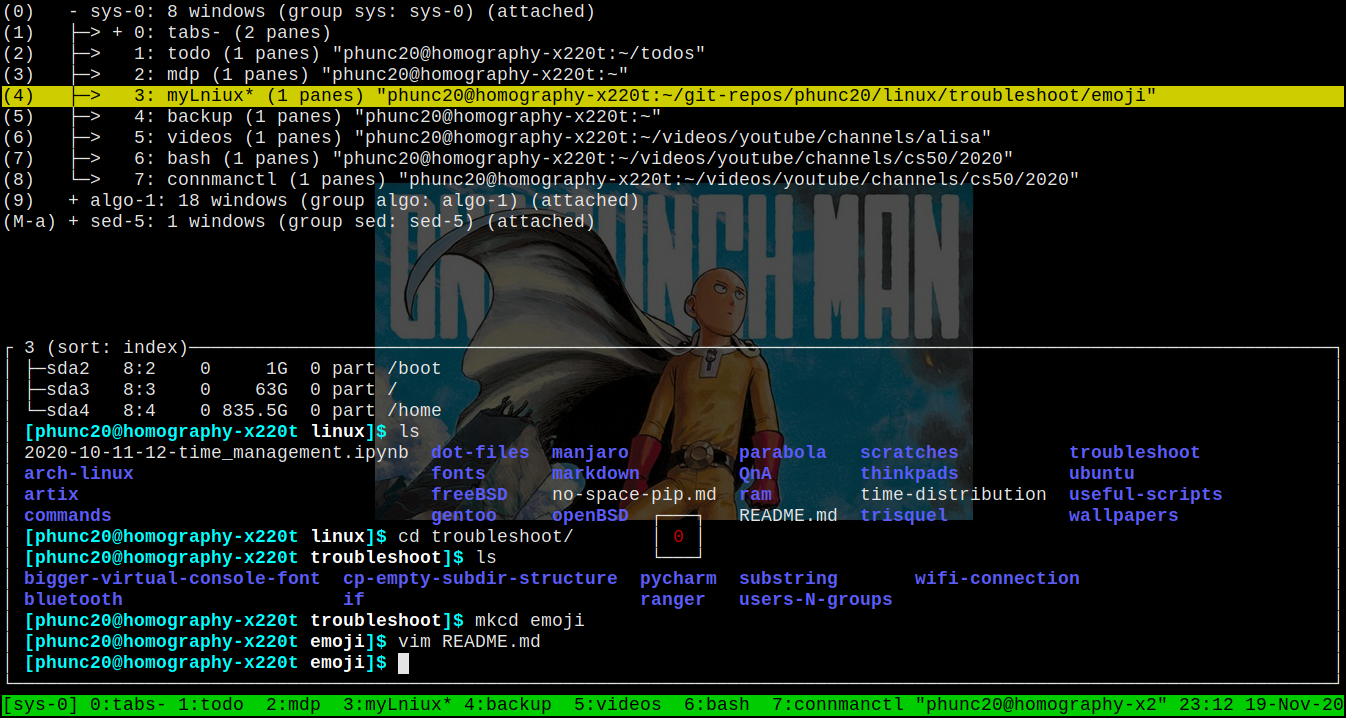 (0)   - sys-0: 8 windows (group sys: sys-0) (attached)
(1)   ├─> + 0: tabs- (2 panes)
(2)   ├─>   1: todo (1 panes) "phunc20@homography-x220t:~/todos"
(3)   ├─>   2: mdp (1 panes) "phunc20@homography-x220t:~"
(4)   ├─>   3: myLniux* (1 panes) "phunc20@homography-x220t:~/git-repos/phunc20/linux/troubleshoot/emoji"
(5)   ├─>   4: backup (1 panes) "phunc20@homography-x220t:~"
(6)   ├─>   5: videos (1 panes) "phunc20@homography-x220t:~/videos/youtube/channels/alisa"
(7)   ├─>   6: bash (1 panes) "phunc20@homography-x220t:~/videos/youtube/channels/cs50/2020"
(8)   └─>   7: connmanctl (1 panes) "phunc20@homography-x220t:~/videos/youtube/channels/cs50/2020"
(9)   + algo-1: 18 windows (group algo: algo-1) (attached)
(M-a) + sed-5: 1 windows (group sed: sed-5) (attached)
ONE PUNCH MAN
3 (sort: index)
├─sda2   8:2    0     1G  0 part /boot
├─sda3   8:3    0    63G  0 part /
└─sda4   8:4    0 835.5G  0 part /home
[phunc20@homography-x220t linux]$ ls
2020-10-11-12-time_management.ipynb  dot-files  manjaro          parabola   scratches          troubleshoot
arch-linux                           fonts      markdown         QnA        thinkpads          ubuntu
artix                                freeBSD    no-space-pip.md  ram        time-distribution  useful-scripts
commands                             gentoo     openBSD          README.md  trisquel           wallpapers
[phunc20@homography-x220t linux]$ cd troubleshoot/       0
[phunc20@homography-x220t troubleshoot]$ ls
bigger-virtual-console-font  cp-empty-subdir-structure  pycharm  substring       wifi-connection
bluetooth                    if                         ranger   users-N-groups
[phunc20@homography-x220t troubleshoot]$ mkcd emoji
[phunc20@homography-x220t emoji]$ vim README.md
[phunc20@homography-x220t emoji]$
[sys-0] 0:tabs- 1:todo  2:mdp  3:myLniux* 4:backup  5:videos  6:bash  7:connmanctl "phunc20@homography-x2" 23:12 19-Nov-20